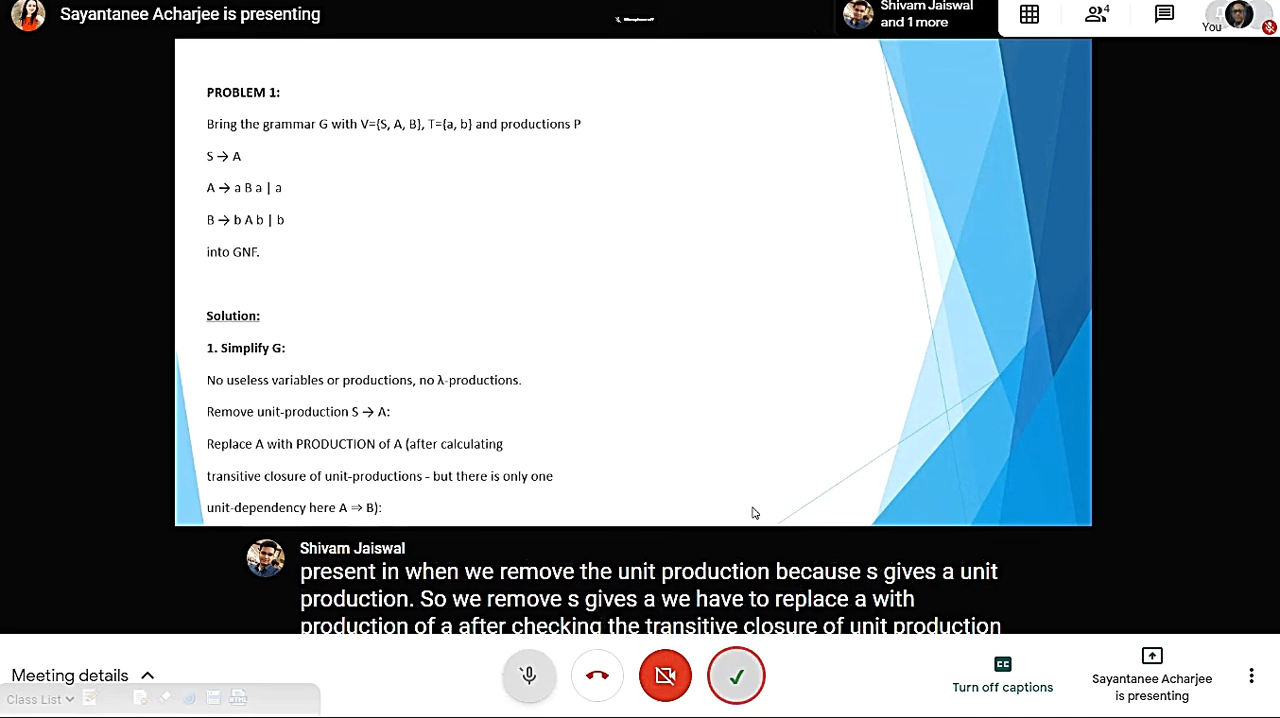 Sayantanee Acharjee is presenting
Shivam Jaiswal
and 1 more
4
You
PROBLEM 1:
Bring the grammar G with V={S, A, B}, T={a, b} and productions P
S → A
A → a B a | a
B → b A b | b
into GNF.
Solution:
1. Simplify G:
No useless variables or productions, no λ-productions.
Remove unit-production S → A:
Replace A with PRODUCTION of A (after calculating
transitive closure of unit-productions - but there is only one
unit-dependency here A ⇒ B):
Shivam Jaiswal
present in when we remove the unit production because s gives a unit
production. So we remove s gives a we have to replace a with
production of a after checking the transitive closure of unit production
Meeting details
Turn off captions
Sayantanee Acharjee
is presenting
Class List